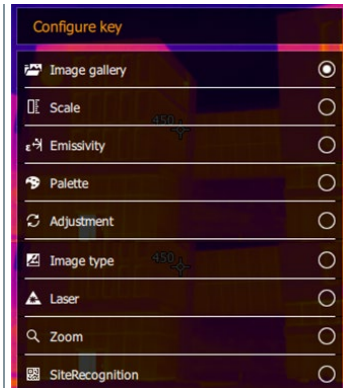 Configure key
Image gallery
Scale
450
Emissivity
Palette
Adjustment
Image type
450
Laser
Zoom
SiteRecognition